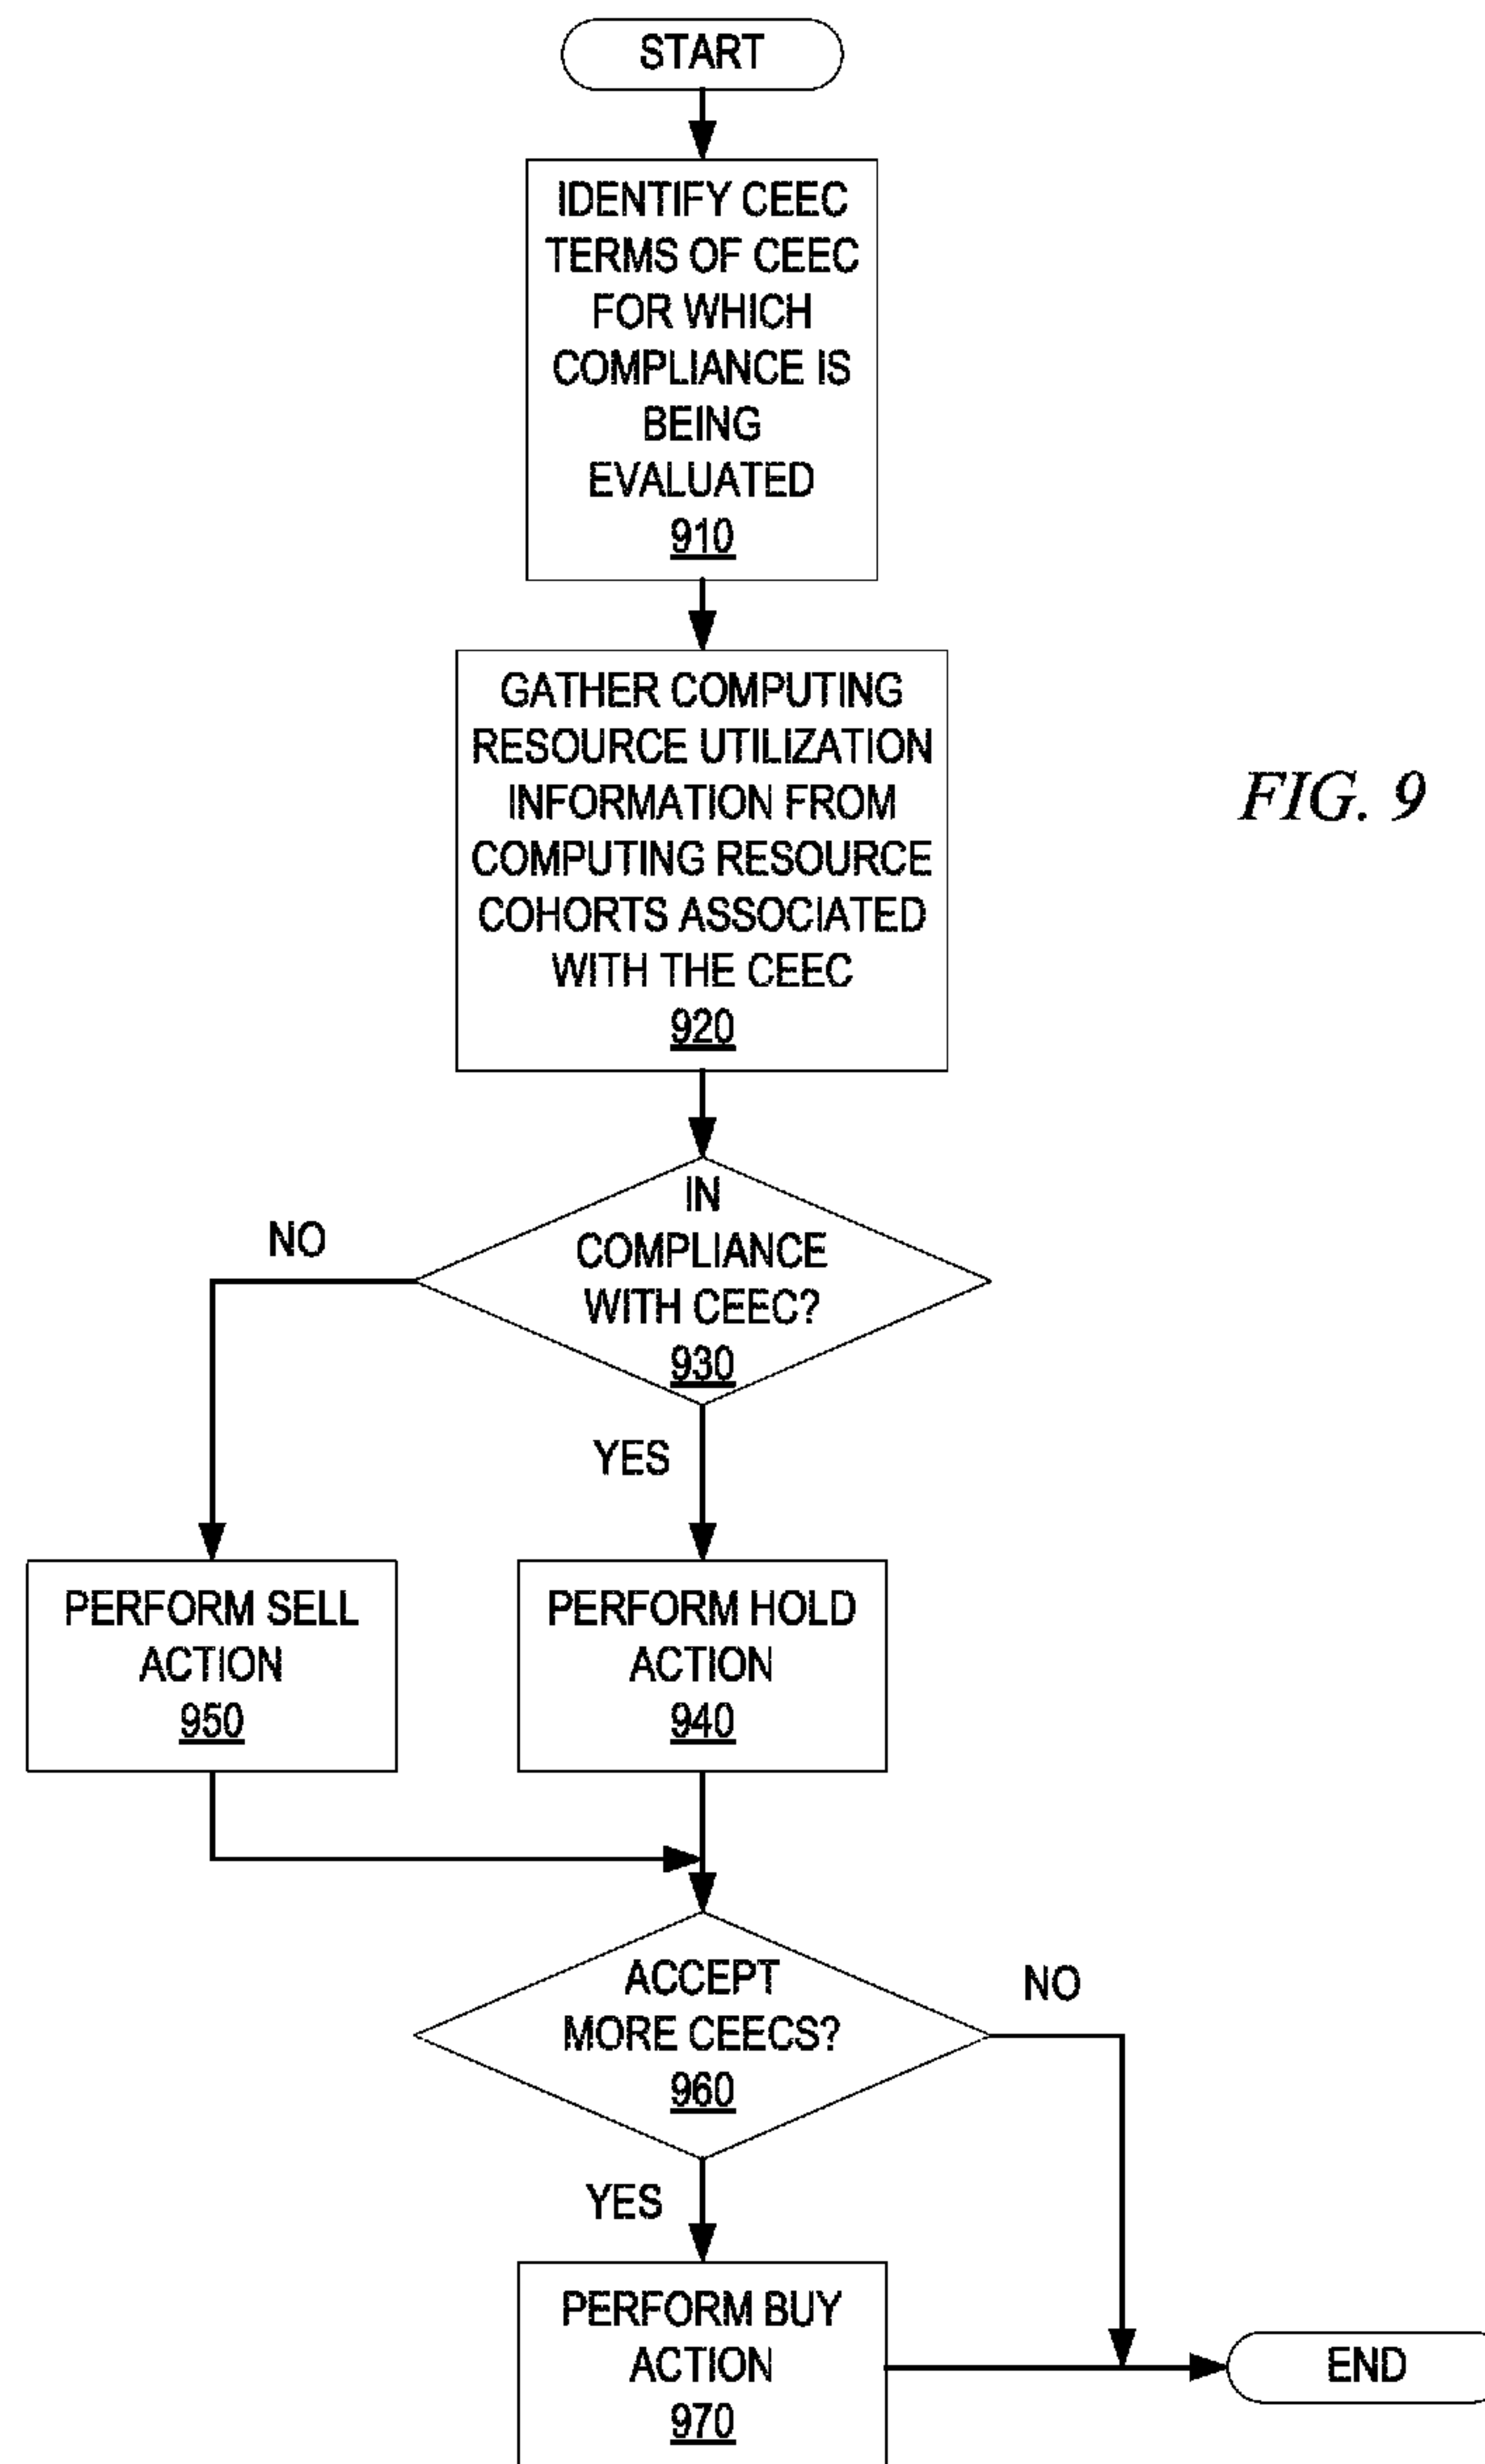 START
IDENTIFY CEEC
TERMS OF CEEC
FOR WHICH
COMPLIANCE IS
BEING
EVALUATED
910
GATHER COMPUTING
RESOURCE UTILIZATION
INFORMATION FROM
COMPUTING RESOURCE
COHORTS ASSOCIATED
WITH THE CEEC
920
FIG. 9
IN
COMPLIANCE
WITH CEEC?
930
NO
YES
PERFORM SELL
ACTION
950
PERFORM HOLD
ACTION
940
ACCEPT
MORE CEECS?
960
NO
YES
PERFORM BUY
ACTION
970
END